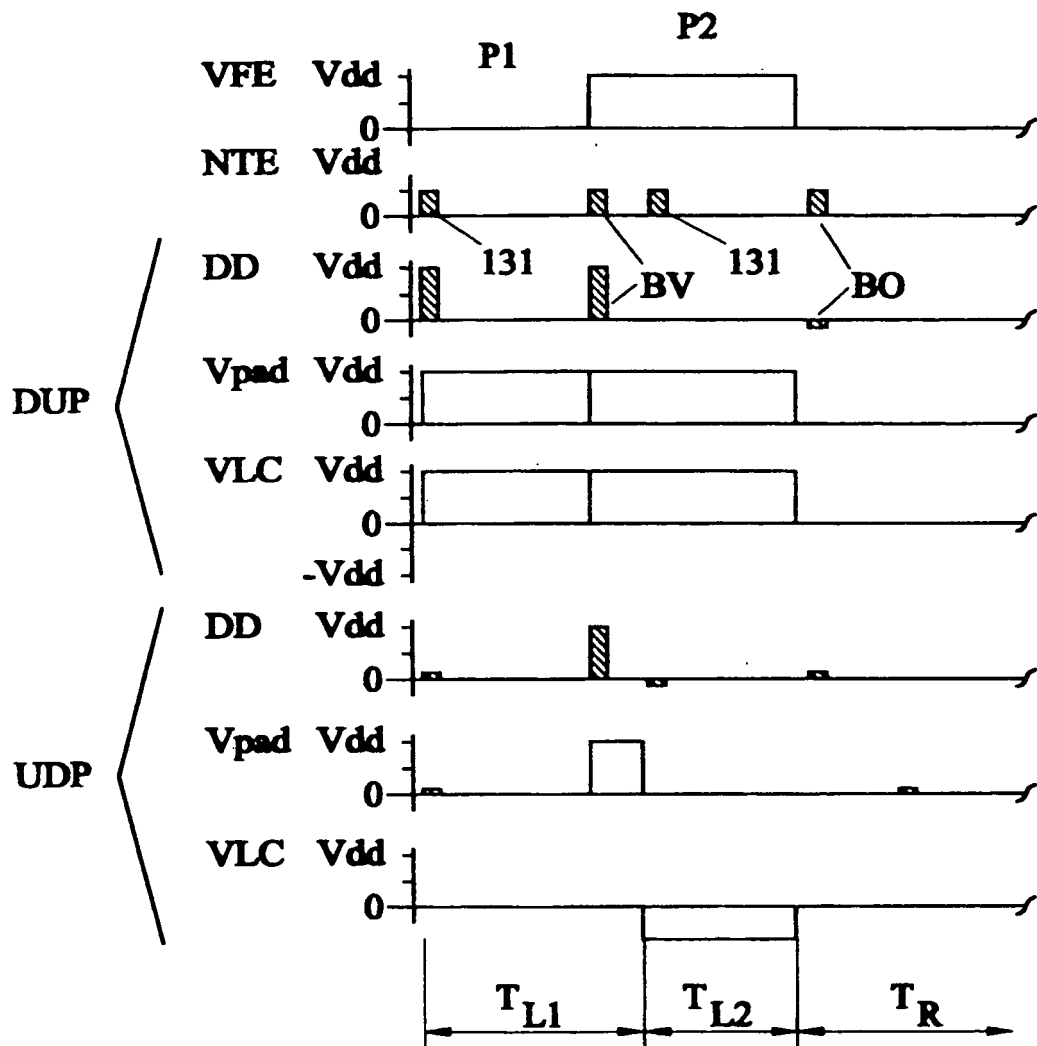 P1 P2
VFE Vdd
0
NTE Vdd
0
131 BV 131 BO
DUP
DD Vdd
0
Vpad Vdd
0
VLC Vdd
0
-Vdd
UDP
DD Vdd
0
Vpad Vdd
0
VLC Vdd
0
TL1 TL2 TR